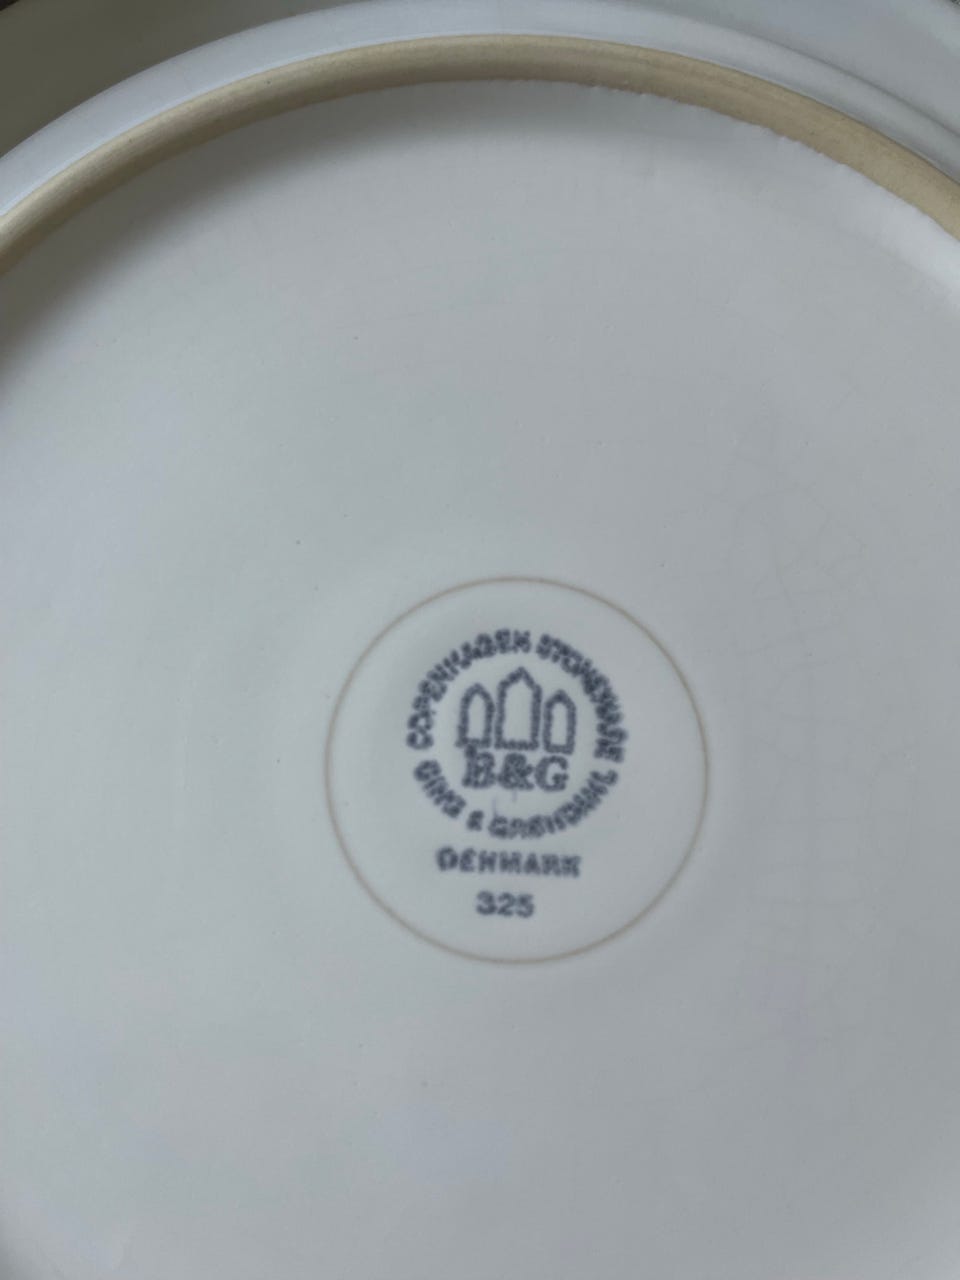 COPENHAGEN STONEWARE
B&G
BING & GRØNDAHL
DENMARK
325